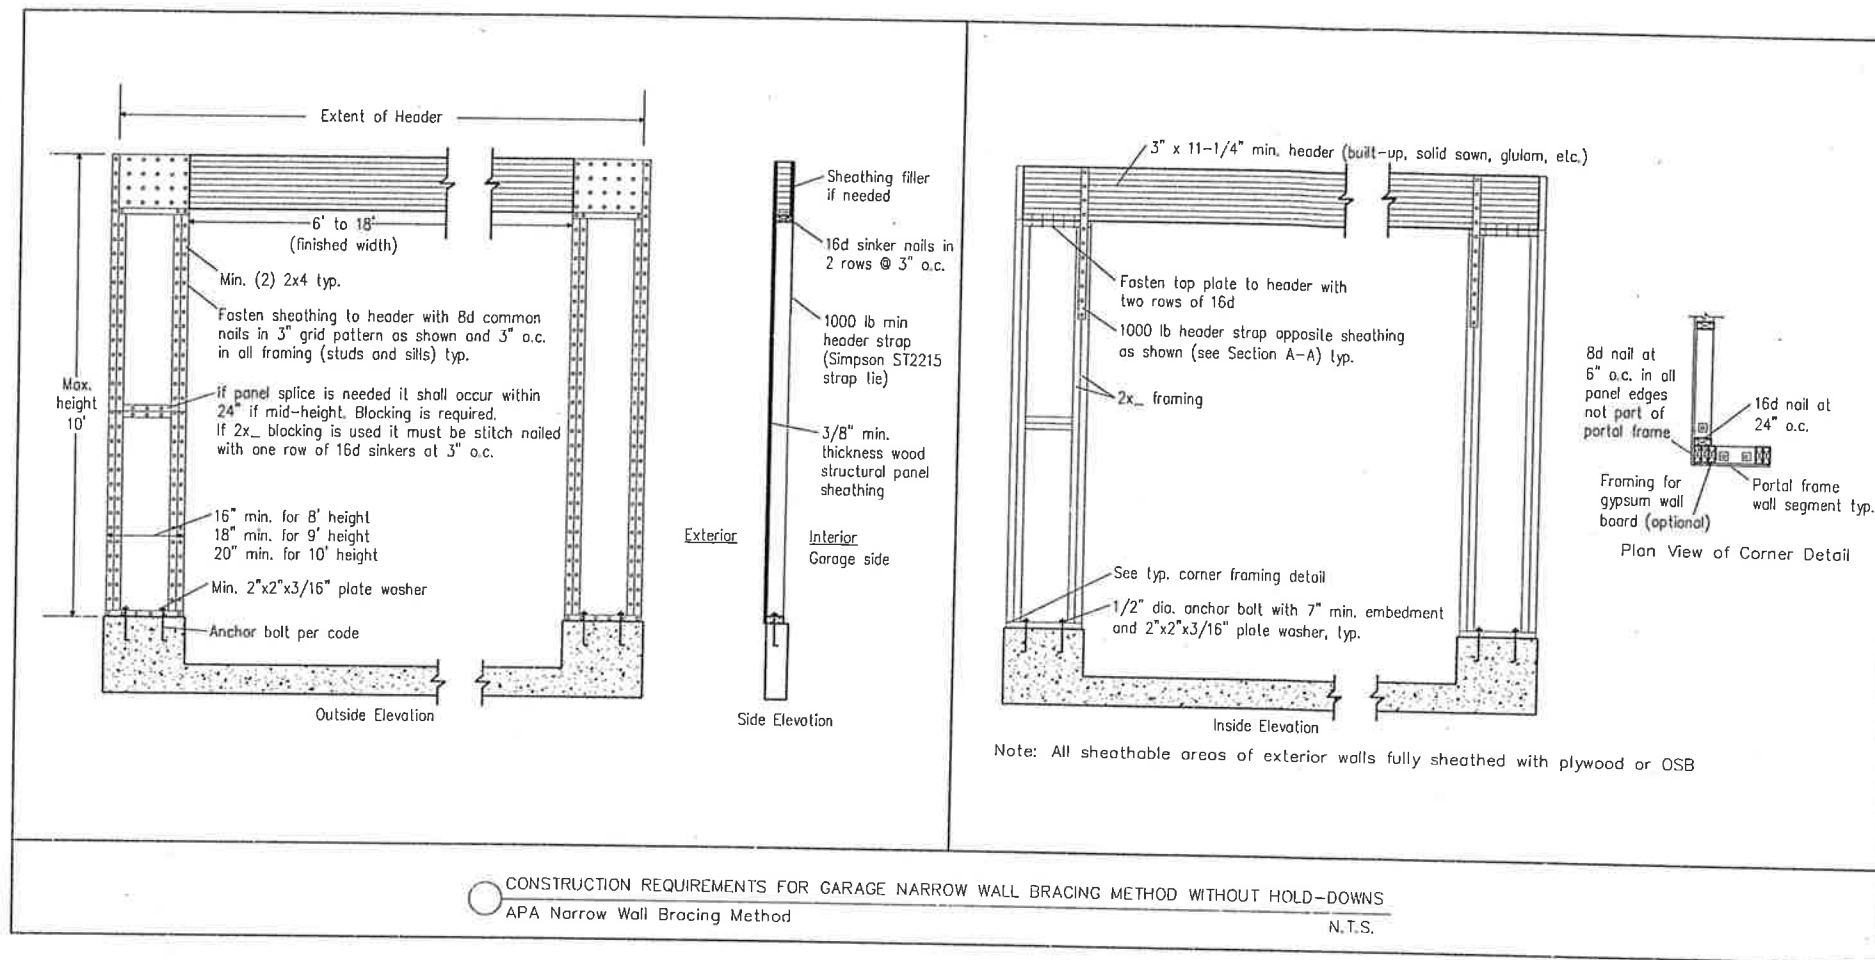 Extent of Header
6' to 18'
(finished width)
Min. (2) 2x4 typ.
Fasten sheathing to header with 8d common
nails in 3" grid pattern as shown and 3" o.c.
in all framing (studs and sills) typ.
Max.
height
10'
if panel splice is needed it shall occur within
24" if mid-height. Blocking is required.
If 2x_ blocking is used it must be stitch nailed
with one row of 16d sinkers at 3" o.c.
16" min. for 8' height
18" min. for 9' height
20" min. for 10' height
Min. 2"x2"x3/16" plate washer
Anchor bolt per code
Outside Elevation
Sheathing filler
if needed
16d sinker nails in
2 rows @ 3" o.c.
1000 lb min
header strap
(Simpson ST2215
strap tie)
3/8" min.
thickness wood
structural panel
sheathing
Exterior
Interior
Garage side
Side Elevation
3" x 11-1/4" min. header (built-up, solid sawn, glulam, etc.)
Fasten top plate to header with
two rows of 16d
1000 lb header strap opposite sheathing
as shown (see Section A-A) typ.
2x_ framing
See typ. corner framing detail
1/2" dia. anchor bolt with 7" min. embedment
and 2"x2"x3/16" plate washer, typ.
Inside Elevation
8d nail at
6" o.c. in all
panel edges
not part of
portal frame
16d nail at
24" o.c.
Framing for
gypsum wall
board (optional)
Portal frame
wall segment typ.
Plan View of Corner Detail
Note: All sheathable areas of exterior walls fully sheathed with plywood or OSB
CONSTRUCTION REQUIREMENTS FOR GARAGE NARROW WALL BRACING METHOD WITHOUT HOLD-DOWNS
APA Narrow Wall Bracing Method
N.T.S.